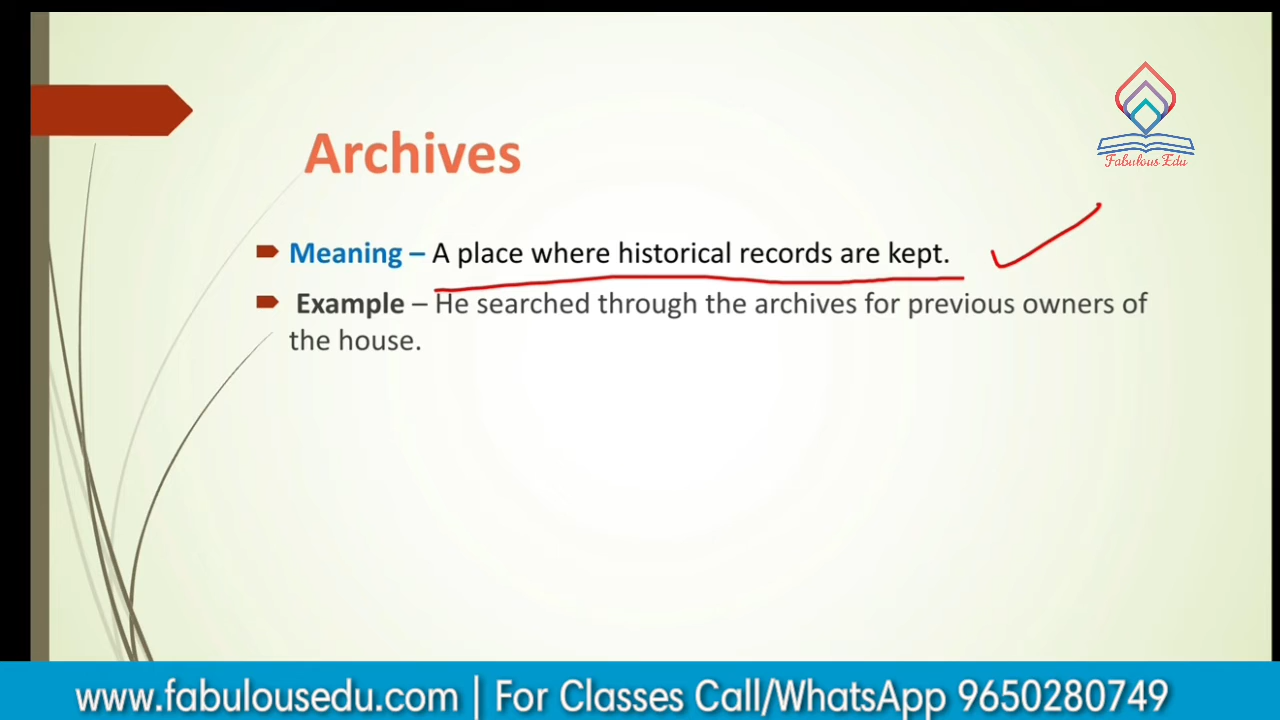 Fabulous Edu
Archives
Meaning – A place where historical records are kept.
Example – He searched through the archives for previous owners of
the house.
www.fabulousedu.com | For Classes Call/WhatsApp 9650280749